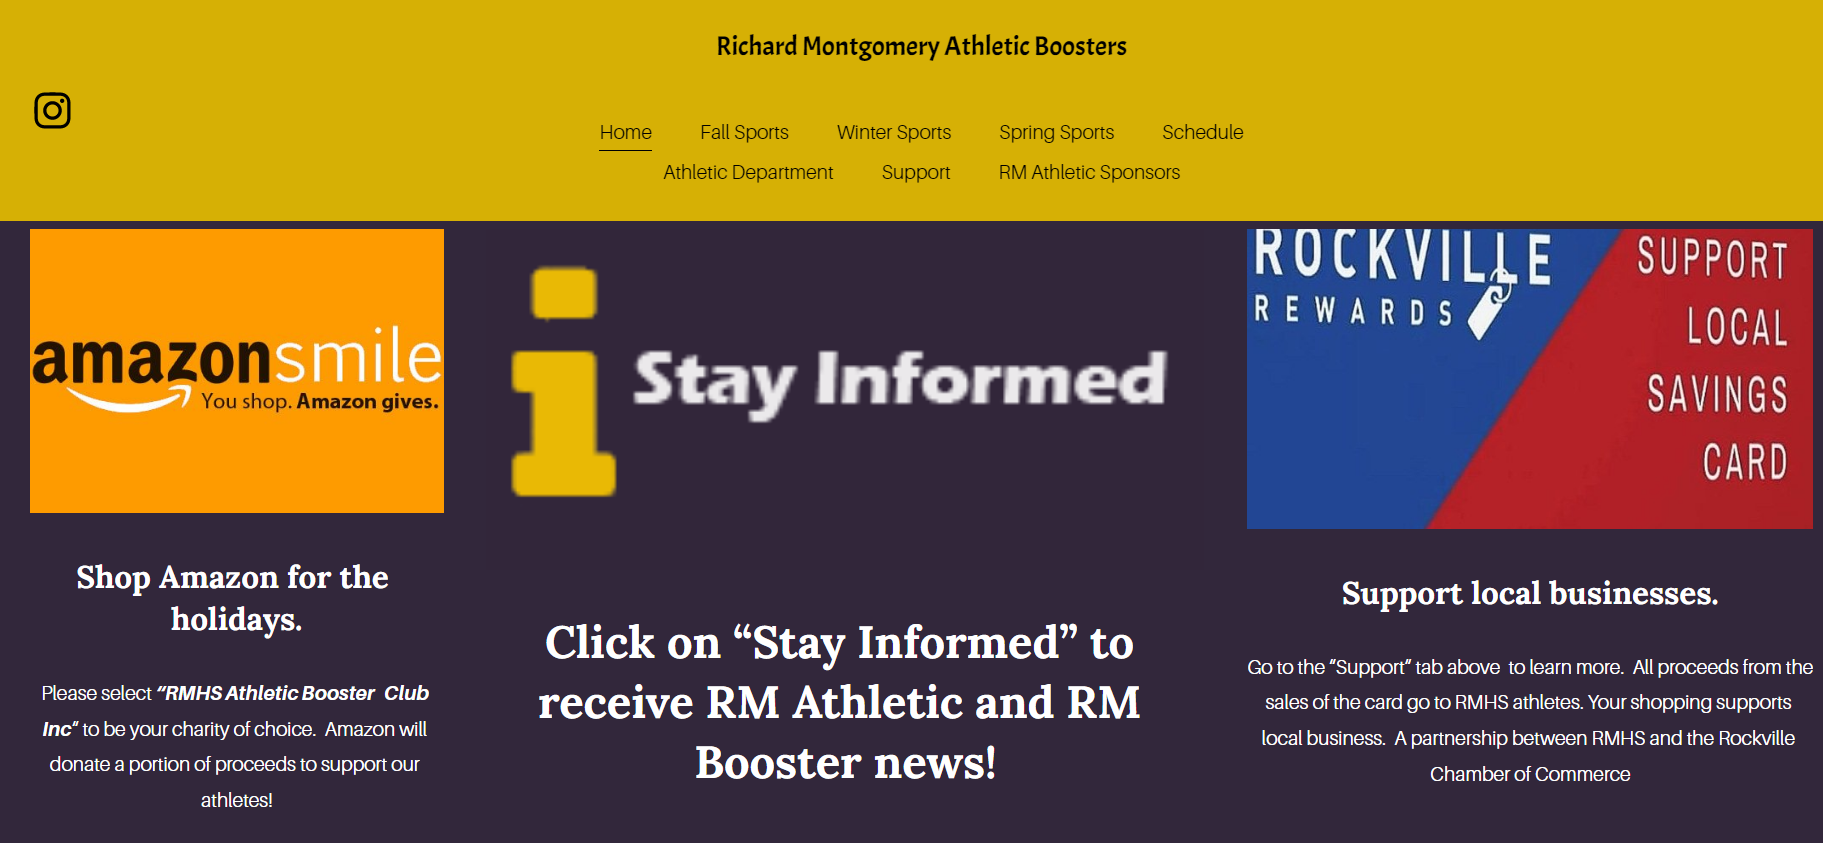 Richard Montgomery Athletic Boosters
Home Fall Sports Winter Sports Spring Sports Schedule
Athletic Department Support RM Athletic Sponsors
amazonsmile
You shop. Amazon gives.
Shop Amazon for the
holidays.
Please select “RMHS Athletic Booster Club
Inc“ to be your charity of choice. Amazon will
donate a portion of proceeds to support our
athletes!
i Stay Informed
Click on “Stay Informed” to
receive RM Athletic and RM
Booster news!
ROCKVILLE
REWARDS
SUPPORT
LOCAL
SAVINGS
CARD
Support local businesses.
Go to the “Support“ tab above to learn more. All proceeds from the
sales of the card go to RMHS athletes. Your shopping supports
local business. A partnership between RMHS and the Rockville
Chamber of Commerce